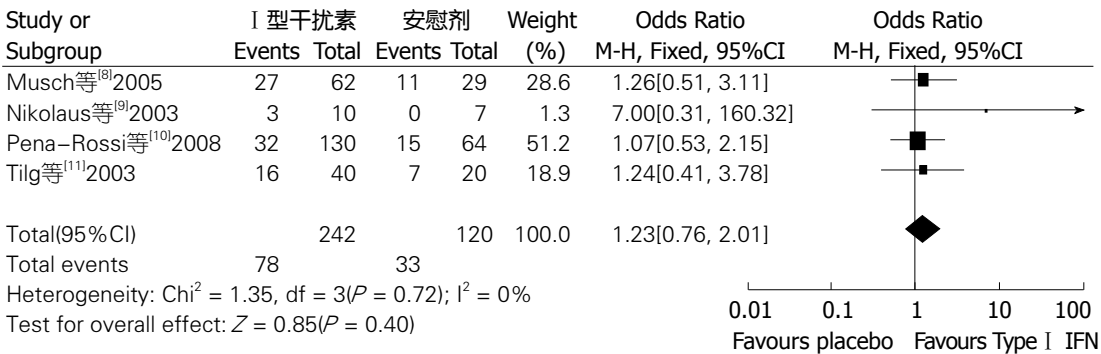 Study or Ⅰ 型干扰素 安慰剂 Weight Odds Ratio Odds Ratio
Subgroup Events Total Events Total (%) M-H, Fixed, 95%CI M-H, Fixed, 95%CI
Musch等[8]2005 27 62 11 29 28.6 1.26[0.51, 3.11]
Nikolaus等[9]2003 3 10 0 7 1.3 7.00[0.31, 160.32]
Pena-Rossi等[10]2008 32 130 15 64 51.2 1.07[0.53, 2.15]
Tilg等[11]2003 16 40 7 20 18.9 1.24[0.41, 3.78]
Total(95%CI) 242 120 100.0 1.23[0.76, 2.01]
Total events 78 33
Heterogeneity: Chi² = 1.35, df = 3(P = 0.72); I² = 0%
Test for overall effect: Z = 0.85(P = 0.40)
0.01 0.1 1 10 100
Favours placebo Favours Type Ⅰ IFN